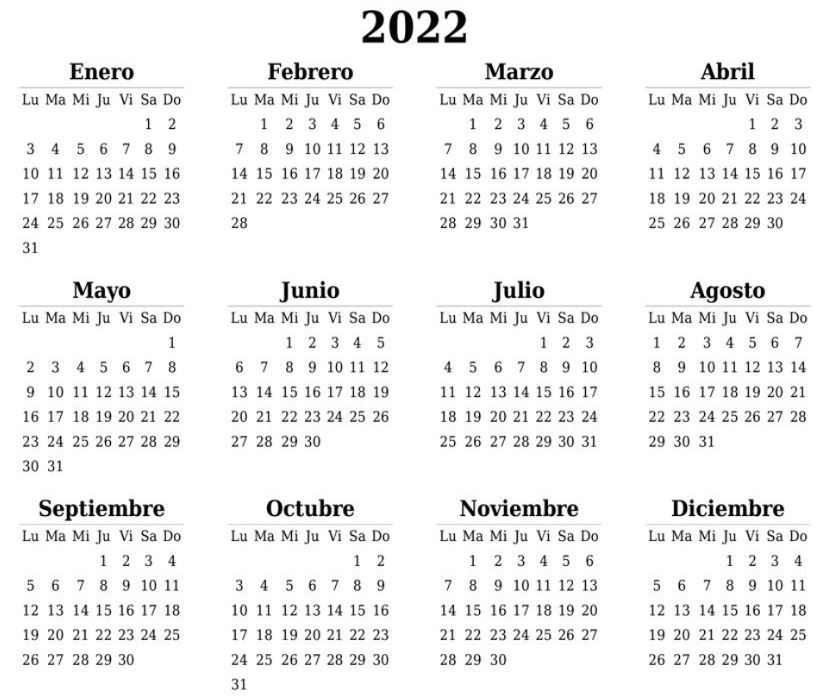 2022
Enero
Lu Ma Mi Ju Vi Sa Do
1 2
3 4 5 6 7 8 9
10 11 12 13 14 15 16
17 18 19 20 21 22 23
24 25 26 27 28 29 30
31
Febrero
Lu Ma Mi Ju Vi Sa Do
1 2 3 4 5 6
7 8 9 10 11 12 13
14 15 16 17 18 19 20
21 22 23 24 25 26 27
28
Marzo
Lu Ma Mi Ju Vi Sa Do
1 2 3 4 5 6
7 8 9 10 11 12 13
14 15 16 17 18 19 20
21 22 23 24 25 26 27
28 29 30 31
Abril
Lu Ma Mi Ju Vi Sa Do
1 2 3
4 5 6 7 8 9 10
11 12 13 14 15 16 17
18 19 20 21 22 23 24
25 26 27 28 29 30
Mayo
Lu Ma Mi Ju Vi Sa Do
1
2 3 4 5 6 7 8
9 10 11 12 13 14 15
16 17 18 19 20 21 22
23 24 25 26 27 28 29
30 31
Junio
Lu Ma Mi Ju Vi Sa Do
1 2 3 4 5
6 7 8 9 10 11 12
13 14 15 16 17 18 19
20 21 22 23 24 25 26
27 28 29 30
Julio
Lu Ma Mi Ju Vi Sa Do
1 2 3
4 5 6 7 8 9 10
11 12 13 14 15 16 17
18 19 20 21 22 23 24
25 26 27 28 29 30 31
Agosto
Lu Ma Mi Ju Vi Sa Do
1 2 3 4 5 6 7
8 9 10 11 12 13 14
15 16 17 18 19 20 21
22 23 24 25 26 27 28
29 30 31
Septiembre
Lu Ma Mi Ju Vi Sa Do
1 2 3 4
5 6 7 8 9 10 11
12 13 14 15 16 17 18
19 20 21 22 23 24 25
26 27 28 29 30
Octubre
Lu Ma Mi Ju Vi Sa Do
1 2
3 4 5 6 7 8 9
10 11 12 13 14 15 16
17 18 19 20 21 22 23
24 25 26 27 28 29 30
31
Noviembre
Lu Ma Mi Ju Vi Sa Do
1 2 3 4 5 6
7 8 9 10 11 12 13
14 15 16 17 18 19 20
21 22 23 24 25 26 27
28 29 30
Diciembre
Lu Ma Mi Ju Vi Sa Do
1 2 3 4
5 6 7 8 9 10 11
12 13 14 15 16 17 18
19 20 21 22 23 24 25
26 27 28 29 30 31